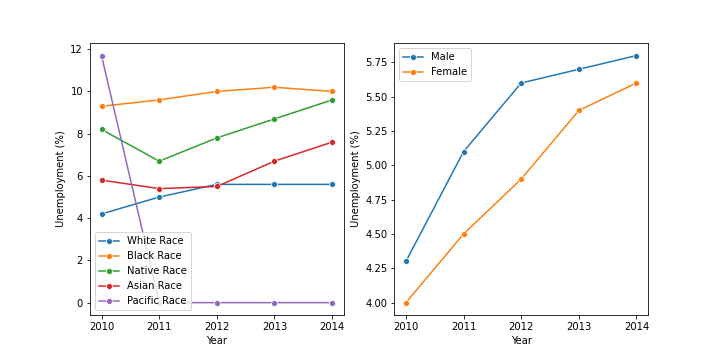 12
10
8
6
4
2
0
Unemployment (%)
White Race
Black Race
Native Race
Asian Race
Pacific Race
2010 2011 2012 2013 2014
Year
5.75
5.50
5.25
5.00
4.75
4.50
4.25
4.00
Unemployment (%)
Male
Female
2010 2011 2012 2013 2014
Year